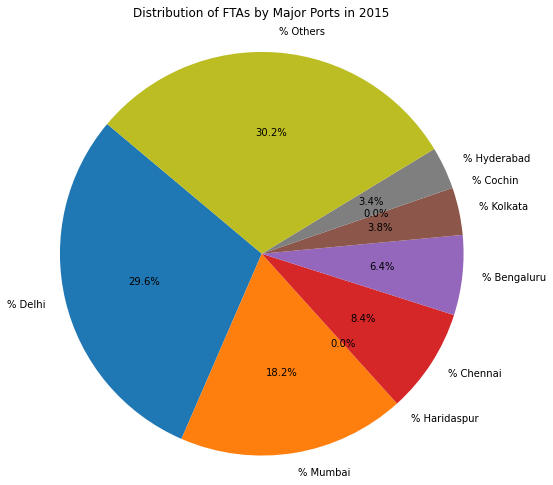 Distribution of FTAs by Major Ports in 2015
% Others
30.2%
% Hyderabad
3.4%
% Cochin
0.0%
% Kolkata
3.8%
% Bengaluru
6.4%
% Chennai
8.4%
% Haridaspur
0.0%
% Mumbai
18.2%
% Delhi
29.6%